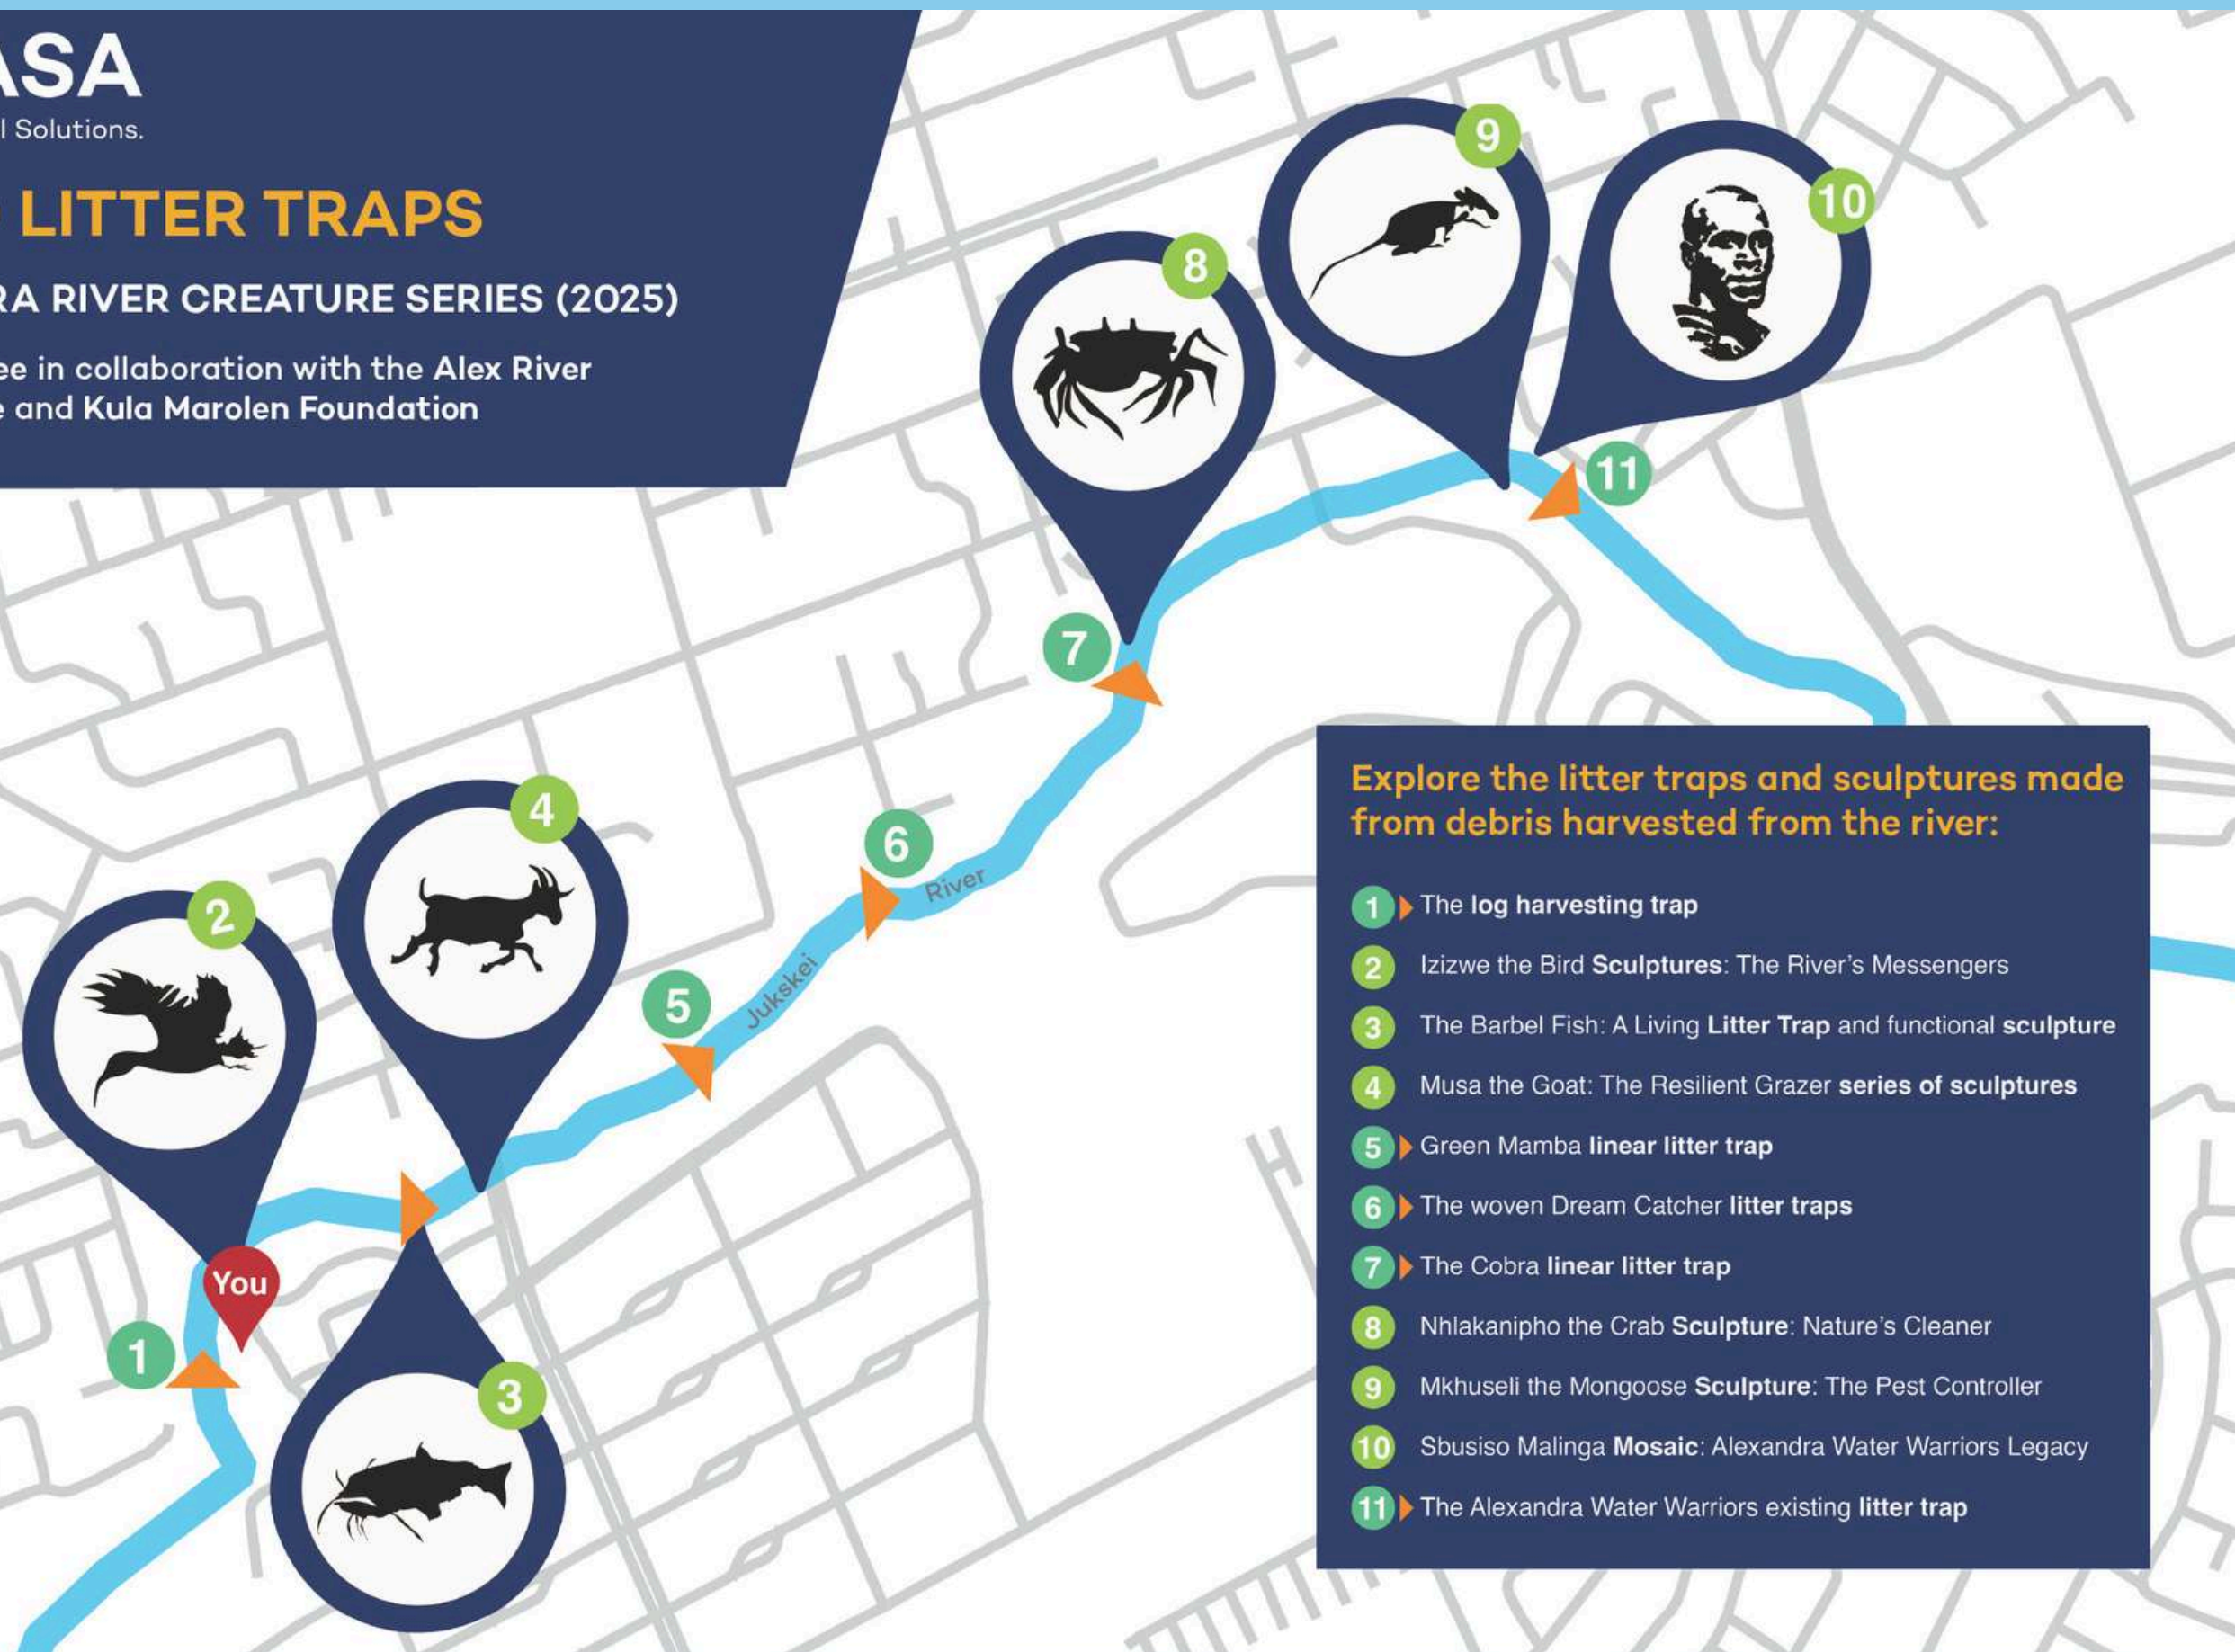 ASA
l Solutions.
LITTER TRAPS
RA RIVER CREATURE SERIES (2025)
ee in collaboration with the Alex River
e and Kula Marolen Foundation
9
10
8
11
7
4
6
River
2
5
Jukskei
You
1
3
Explore the litter traps and sculptures made
from debris harvested from the river:
1 The log harvesting trap
2 Izizwe the Bird Sculptures: The River's Messengers
3 The Barbel Fish: A Living Litter Trap and functional sculpture
4 Musa the Goat: The Resilient Grazer series of sculptures
5 Green Mamba linear litter trap
6 The woven Dream Catcher litter traps
7 The Cobra linear litter trap
8 Nhlakanipho the Crab Sculpture: Nature's Cleaner
9 Mkhuseli the Mongoose Sculpture: The Pest Controller
10 Sbusiso Malinga Mosaic: Alexandra Water Warriors Legacy
11 The Alexandra Water Warriors existing litter trap